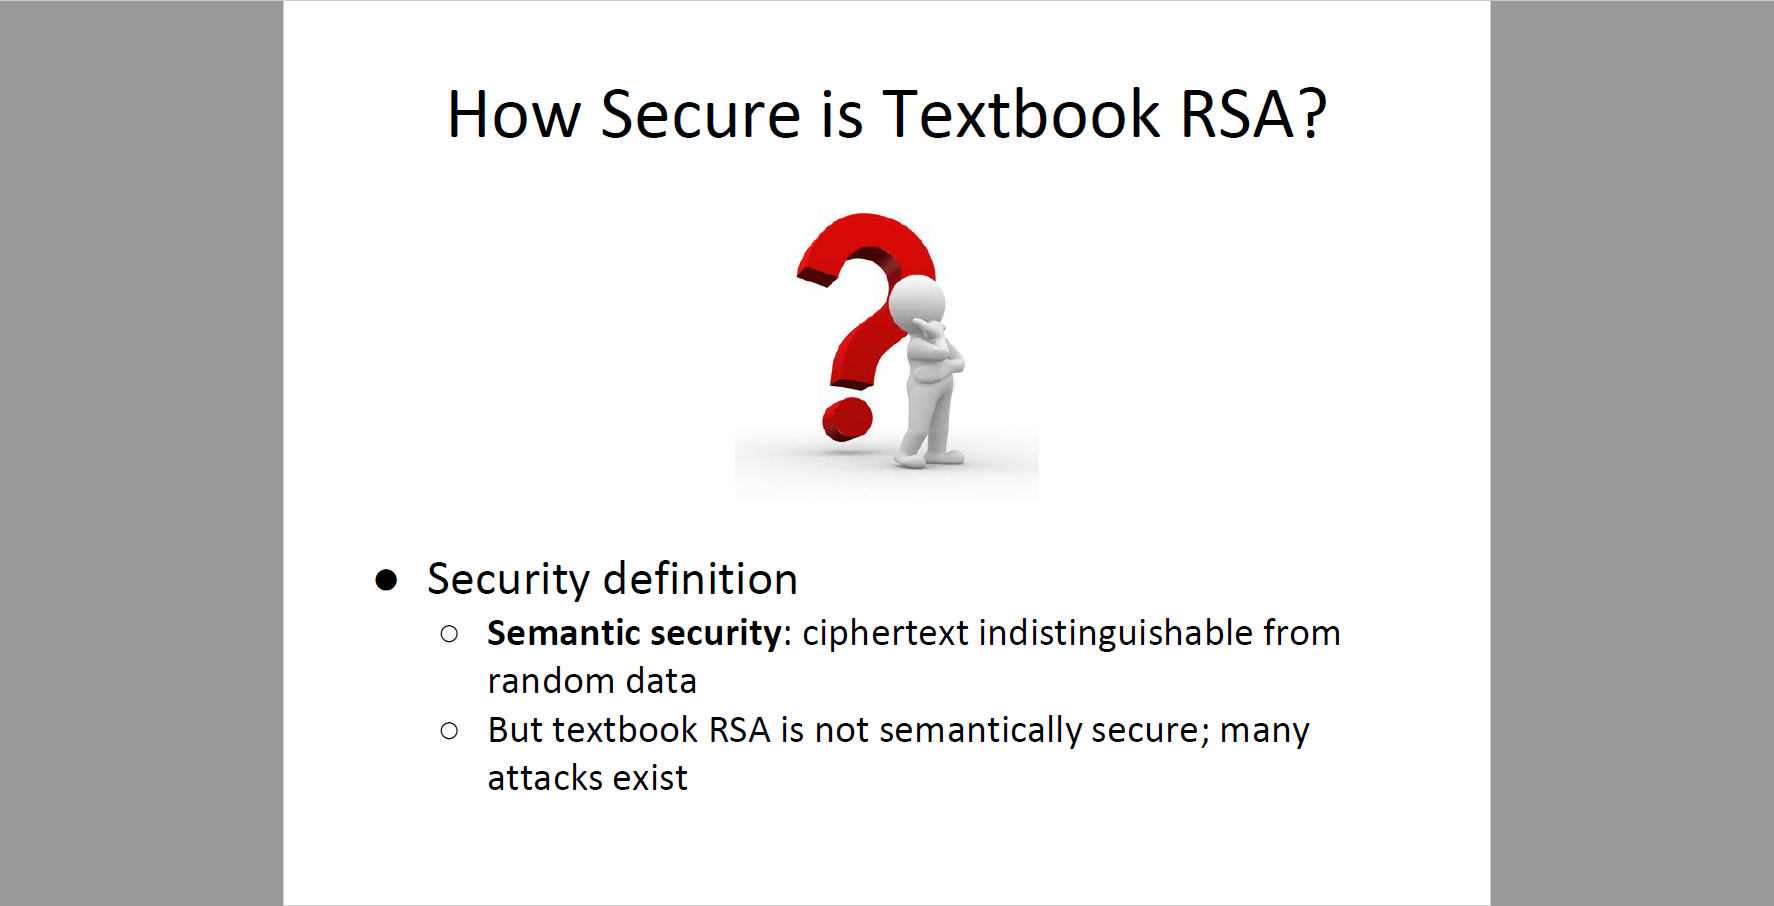 How Secure is Textbook RSA?
● Security definition
○ Semantic security: ciphertext indistinguishable from
random data
○ But textbook RSA is not semantically secure; many
attacks exist